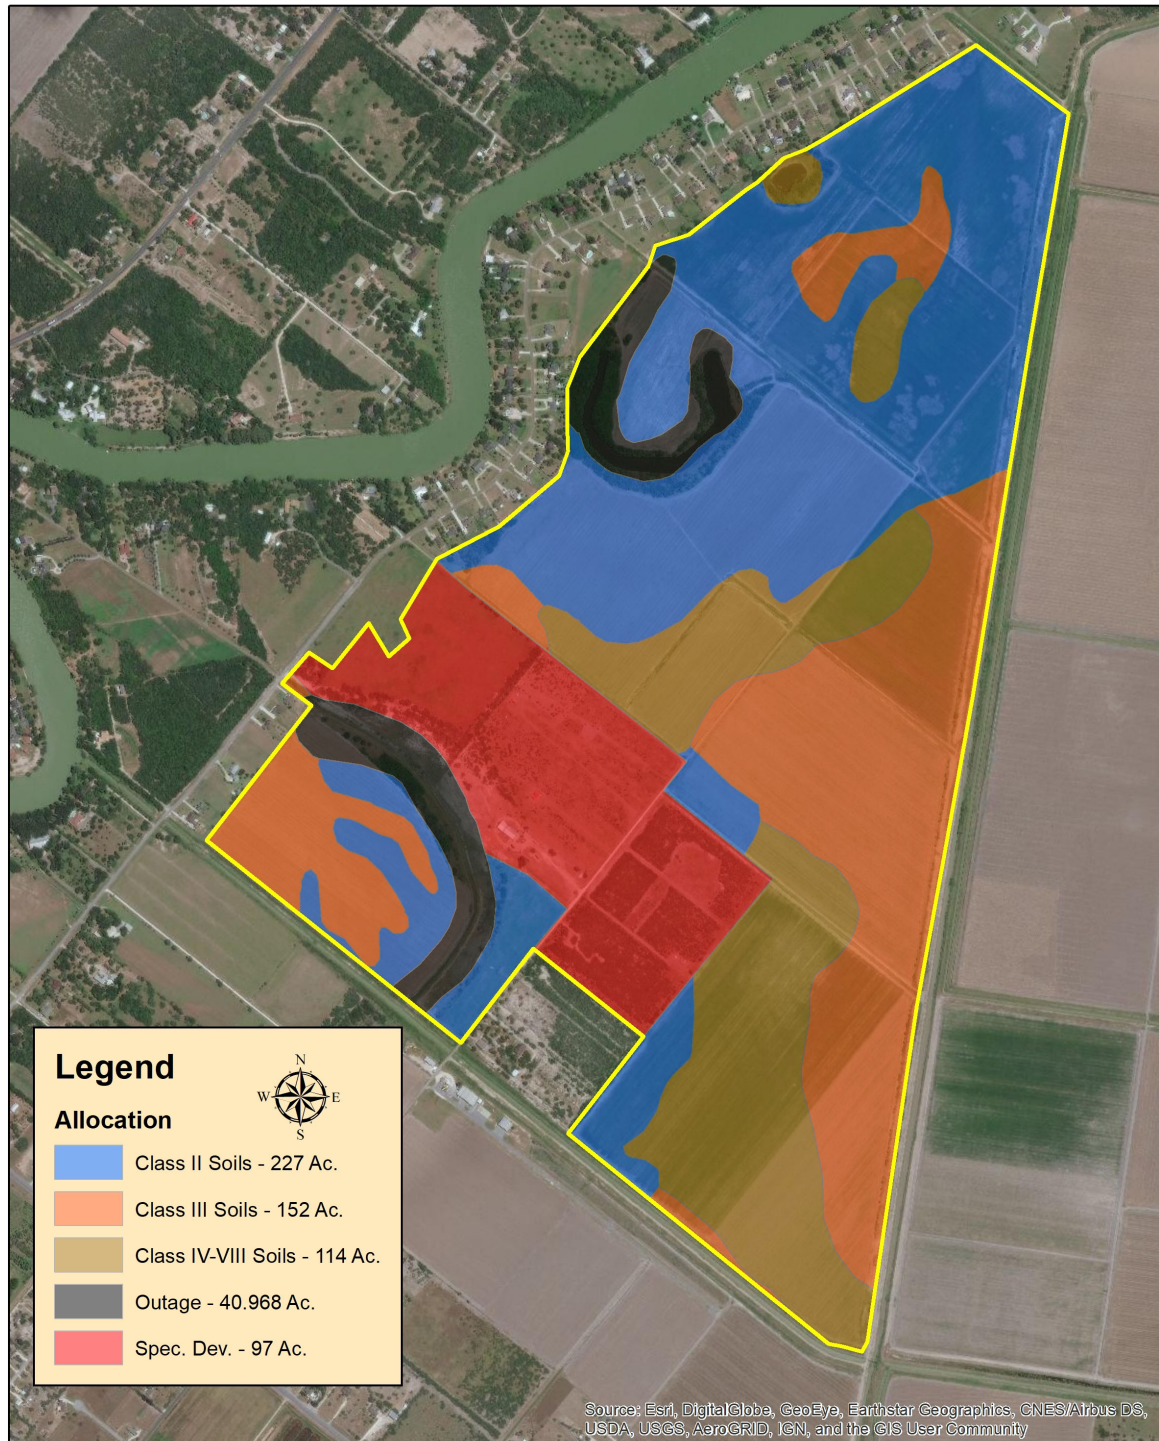 Legend
N
W E
S
Allocation
Class II Soils - 227 Ac.
Class III Soils - 152 Ac.
Class IV-VIII Soils - 114 Ac.
Outage - 40.968 Ac.
Spec. Dev. - 97 Ac.
Source: Esri, DigitalGlobe, GeoEye, Earthstar Geographics, CNES/Airbus DS,
USDA, USGS, AeroGRID, IGN, and the GIS User Community